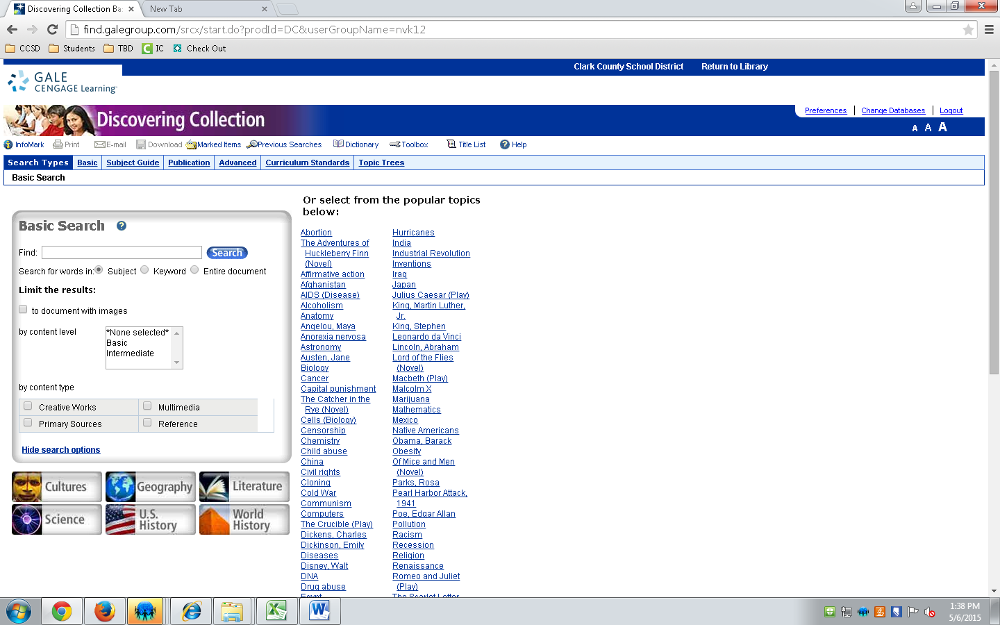 Discovering Collection Ba
New Tab
find.galegroup.com/srcx/start.do?prodId=DC&userGroupName=nvk12
CCSD Students TBD IC Check Out
Clark County School District Return to Library
GALE
CENGAGE Learning™
Discovering Collection
Preferences Change Databases Logout
A A A
InfoMark Print E-mail Download Marked Items Previous Searches Dictionary Toolbox Title List Help
Search Types Basic Subject Guide Publication Advanced Curriculum Standards Topic Trees
Basic Search
Basic Search ?
Find: Search
Search for words in: Subject Keyword Entire document
Limit the results:
to document with images
by content level
*None selected*
Basic
Intermediate
by content type
Creative Works Multimedia
Primary Sources Reference
Hide search options
Cultures Geography Literature
Science U.S. History World History
Or select from the popular topics
below:
Abortion
The Adventures of
Huckleberry Finn
(Novel)
Affirmative action
Afghanistan
AIDS (Disease)
Alcoholism
Anatomy
Angelou, Maya
Anorexia nervosa
Astronomy
Austen, Jane
Biology
Cancer
Capital punishment
The Catcher in the
Rye (Novel)
Cells (Biology)
Censorship
Chemistry
Child abuse
China
Civil rights
Cloning
Cold War
Communism
Computers
The Crucible (Play)
Dickens, Charles
Dickinson, Emily
Diseases
Disney, Walt
DNA
Drug abuse
Egypt
Hurricanes
India
Industrial Revolution
Inventions
Iraq
Japan
Julius Caesar (Play)
King, Martin Luther,
Jr.
King, Stephen
Leonardo da Vinci
Lincoln, Abraham
Lord of the Flies
(Novel)
Macbeth (Play)
Malcolm X
Marijuana
Mathematics
Mexico
Native Americans
Obama, Barack
Obesity
Of Mice and Men
(Novel)
Parks, Rosa
Pearl Harbor Attack,
1941
Poe, Edgar Allan
Pollution
Racism
Recession
Religion
Renaissance
Romeo and Juliet
(Play)
The Scarlet Letter
1:38 PM
5/6/2015